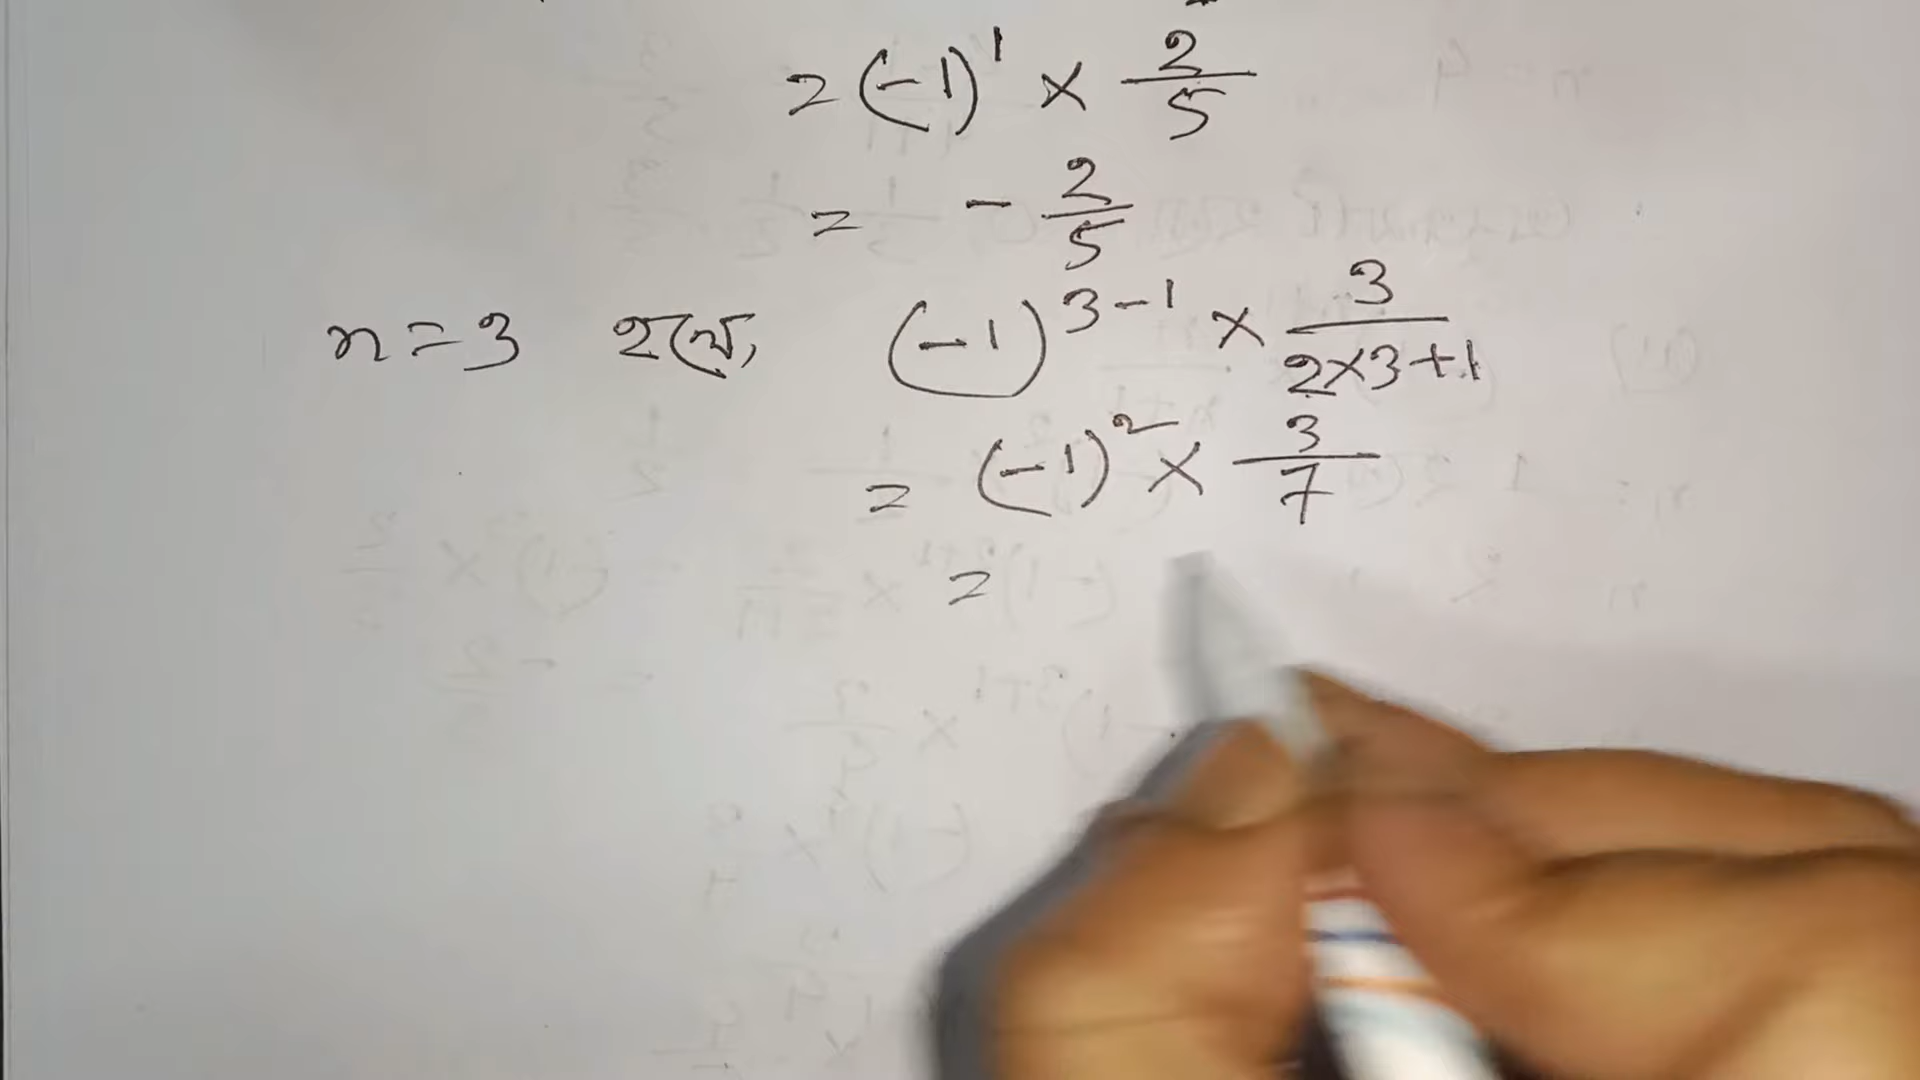 = (-1)¹ × 2/5
= - 2/5
n = 3 হলে, (-1)³⁻¹ × 3/(2×3+1)
= (-1)² × 3/7
=